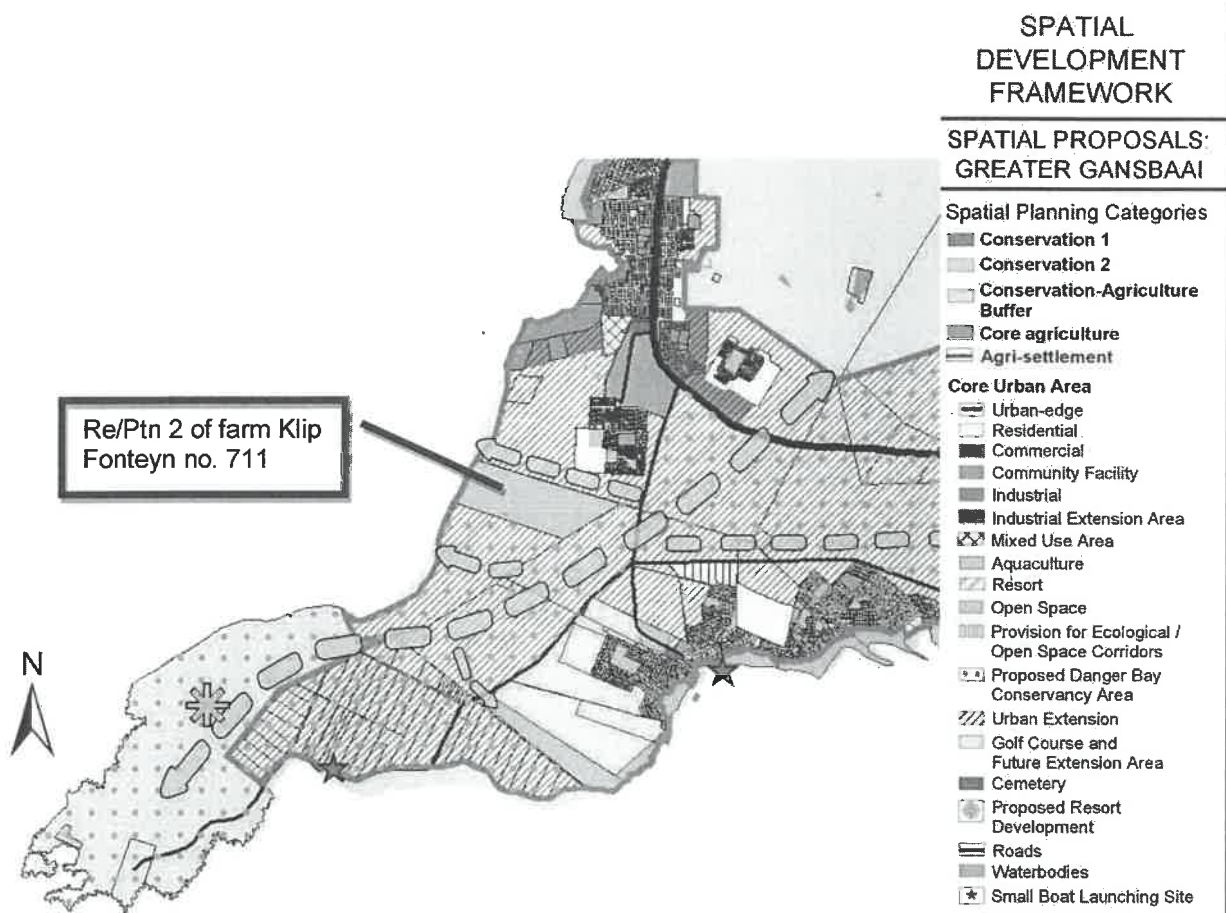 SPATIAL
DEVELOPMENT
FRAMEWORK
SPATIAL PROPOSALS:
GREATER GANSBAAI
Spatial Planning Categories
Conservation 1
Conservation 2
Conservation-Agriculture
Buffer
Core agriculture
Agri-settlement
Core Urban Area
Urban-edge
Residential
Commercial
Community Facility
Industrial
Industrial Extension Area
Mixed Use Area
Aquaculture
Resort
Open Space
Provision for Ecological /
Open Space Corridors
Proposed Danger Bay
Conservancy Area
Urban Extension
Golf Course and
Future Extension Area
Cemetery
Proposed Resort
Development
Roads
Waterbodies
Small Boat Launching Site
Re/Ptn 2 of farm Klip
Fonteyn no. 711
N